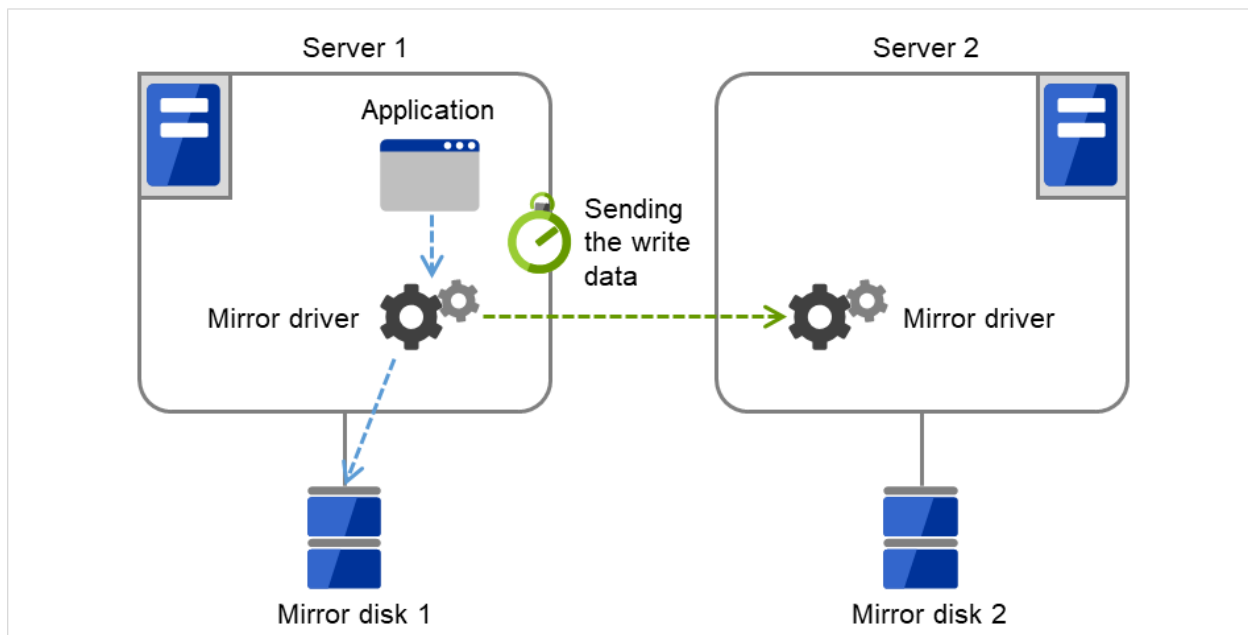 Server 1
Server 2
Application
Sending
the write
data
Mirror driver
Mirror driver
Mirror disk 1
Mirror disk 2